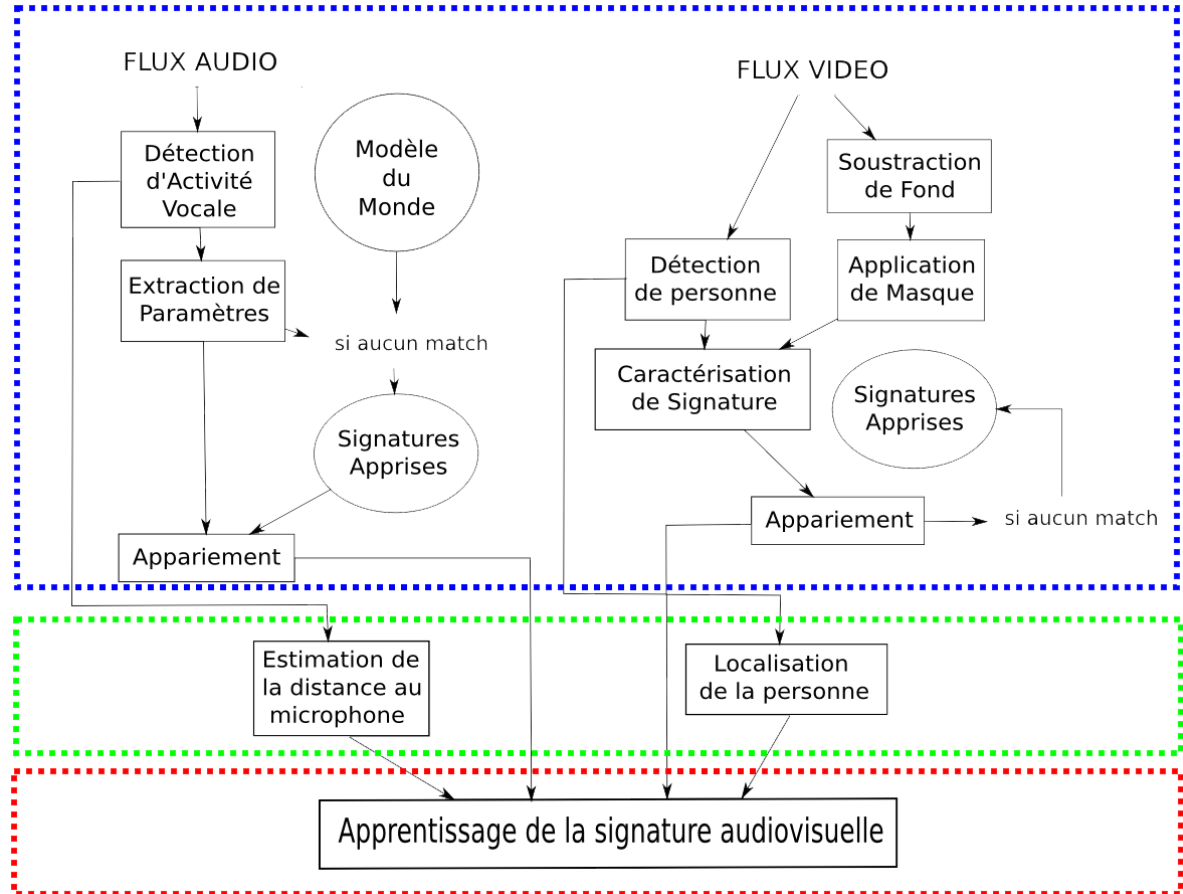 FLUX AUDIO
Détection
d'Activité
Vocale
Modèle
du
Monde
Extraction de
Paramètres
si aucun match
Signatures
Apprises
Appariement
FLUX VIDEO
Soustraction
de Fond
Détection
de personne
Application
de Masque
Caractérisation
de Signature
Signatures
Apprises
Appariement
si aucun match
Estimation de
la distance au
microphone
Localisation
de la personne
Apprentissage de la signature audiovisuelle